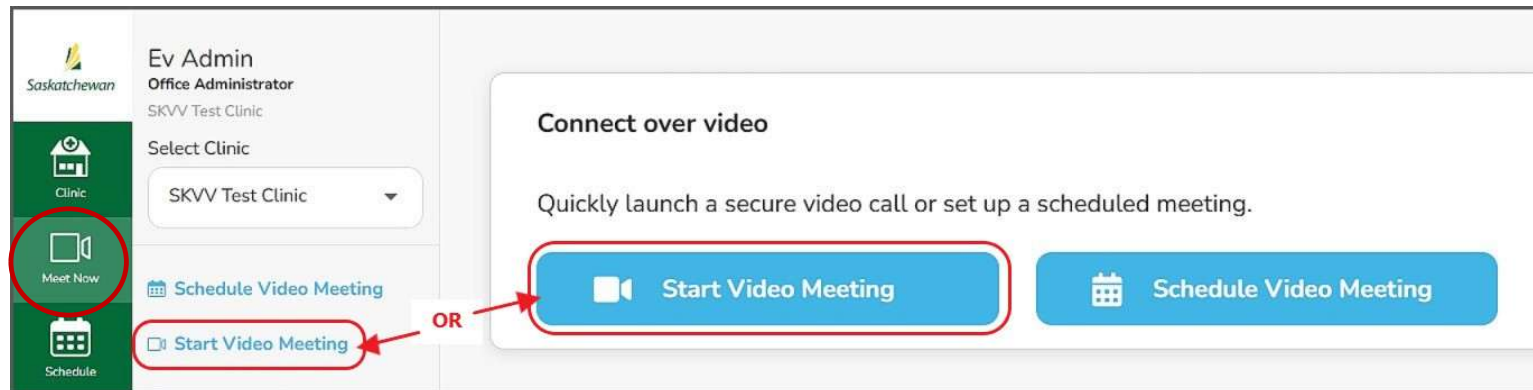 Saskatchewan
Clinic
Meet Now
Schedule
Ev Admin
Office Administrator
SKVV Test Clinic
Select Clinic
SKVV Test Clinic
Schedule Video Meeting
Start Video Meeting
OR
Connect over video
Quickly launch a secure video call or set up a scheduled meeting.
Start Video Meeting
Schedule Video Meeting